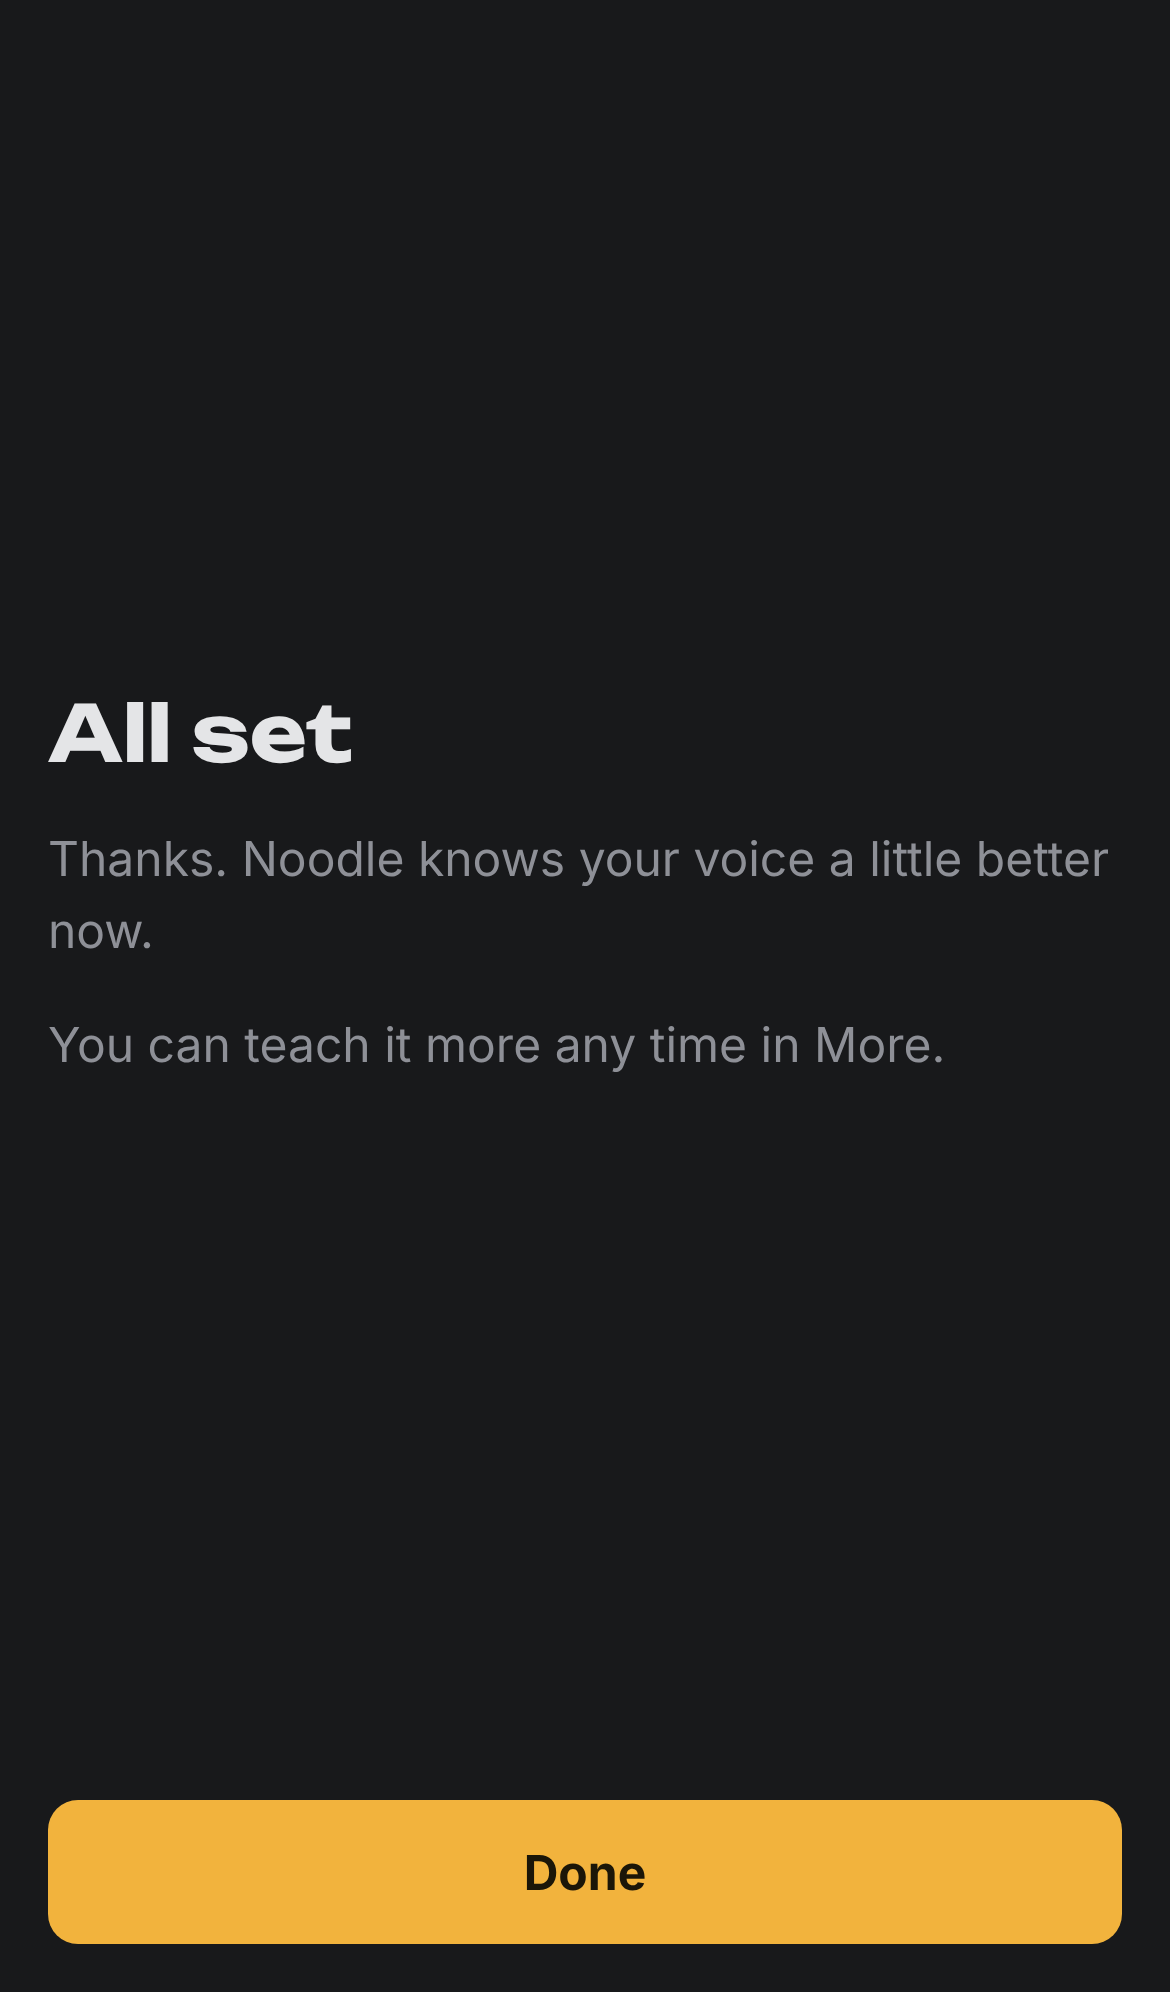 All set
Thanks. Noodle knows your voice a little better
now.
You can teach it more any time in More.
Done